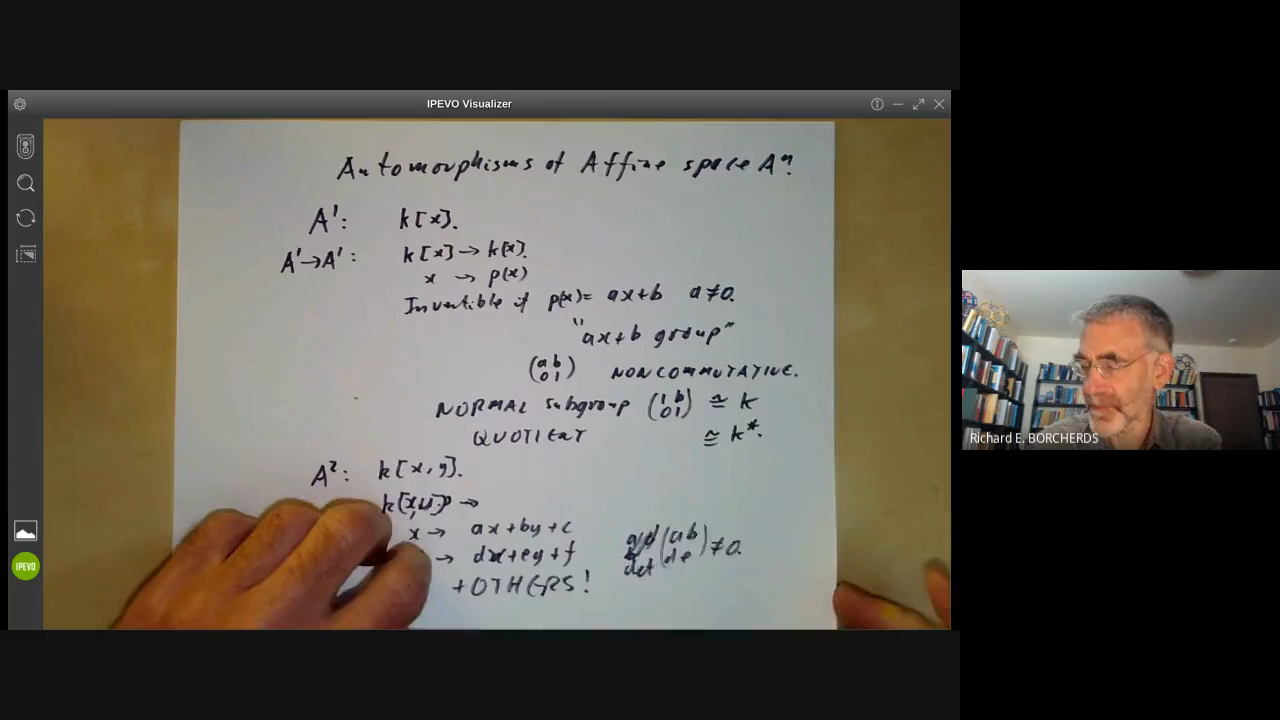 IPEVO Visualizer
Automorphisms of Affine space Aⁿ.
A¹: k[x].
A¹→A¹: k[x] → k[x].
x → p(x)
Invertible if p(x)= ax+b a≠0.
"ax+b group"
(a b
0 1) NONCOMMUTATIVE.
NORMAL subgroup (1 b
0 1) ≅ k
QUOTIENT ≅ k*.
A²: k[x,y].
k[x,y] →
x → ax+by+c
→ dx+ey+f
det (a b
d e) ≠0.
+OTHERS!
Richard E. BORCHERDS
IPEVO